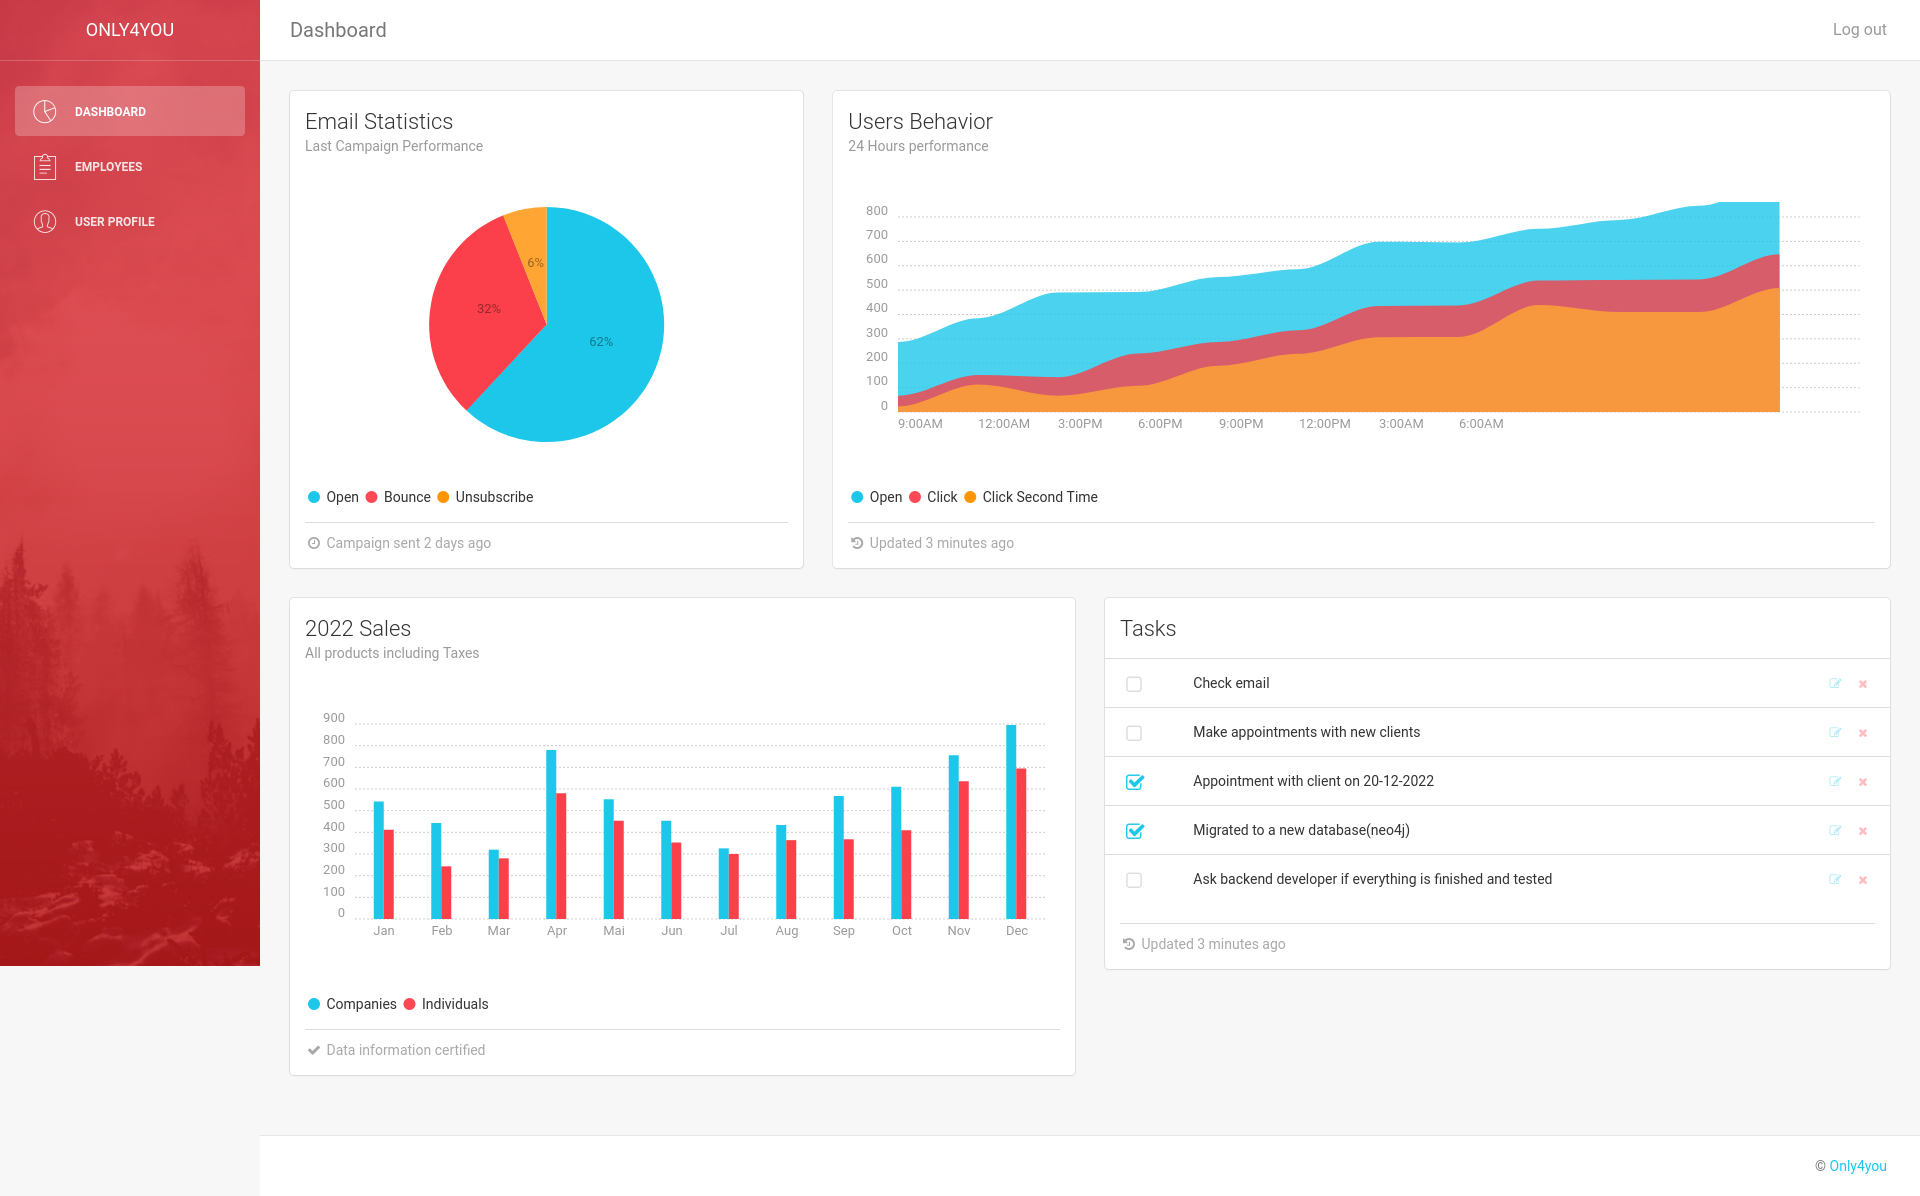 ONLY4YOU
Dashboard
Log out
DASHBOARD
EMPLOYEES
USER PROFILE
Email Statistics
Last Campaign Performance
6%
32%
62%
Open Bounce Unsubscribe
Campaign sent 2 days ago
Users Behavior
24 Hours performance
800
700
600
500
400
300
200
100
0
9:00AM 12:00AM 3:00PM 6:00PM 9:00PM 12:00PM 3:00AM 6:00AM
Open Click Click Second Time
Updated 3 minutes ago
2022 Sales
All products including Taxes
900
800
700
600
500
400
300
200
100
0
Jan Feb Mar Apr Mai Jun Jul Aug Sep Oct Nov Dec
Companies Individuals
Data information certified
Tasks
Check email
Make appointments with new clients
Appointment with client on 20-12-2022
Migrated to a new database(neo4j)
Ask backend developer if everything is finished and tested
Updated 3 minutes ago
© Only4you